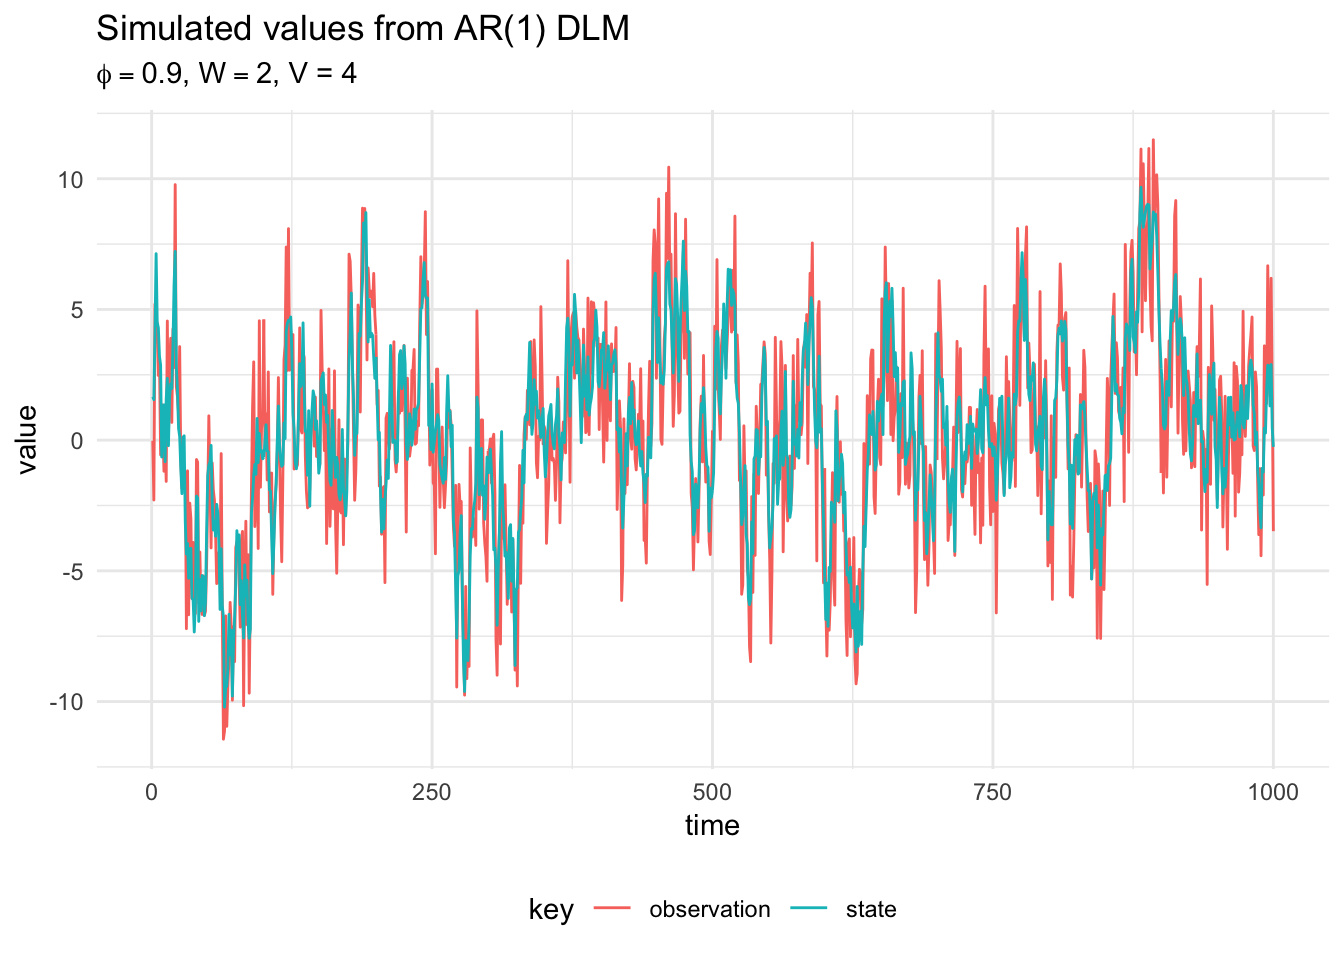 Simulated values from AR(1) DLM
ϕ = 0.9, W = 2, V = 4
value
10
5
0
-5
-10
0 250 500 750 1000
time
key observation state